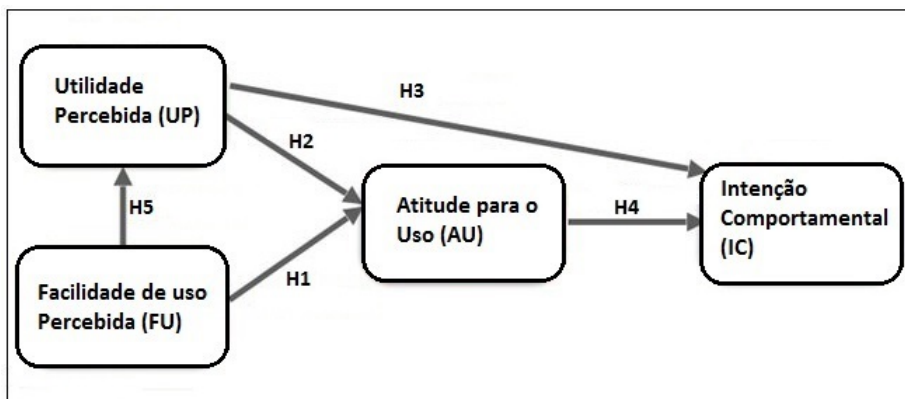 Utilidade
Percebida (UP)
H3
H2
H5
Atitude para o
Uso (AU)
H4
Intenção
Comportamental
(IC)
H1
Facilidade de uso
Percebida (FU)